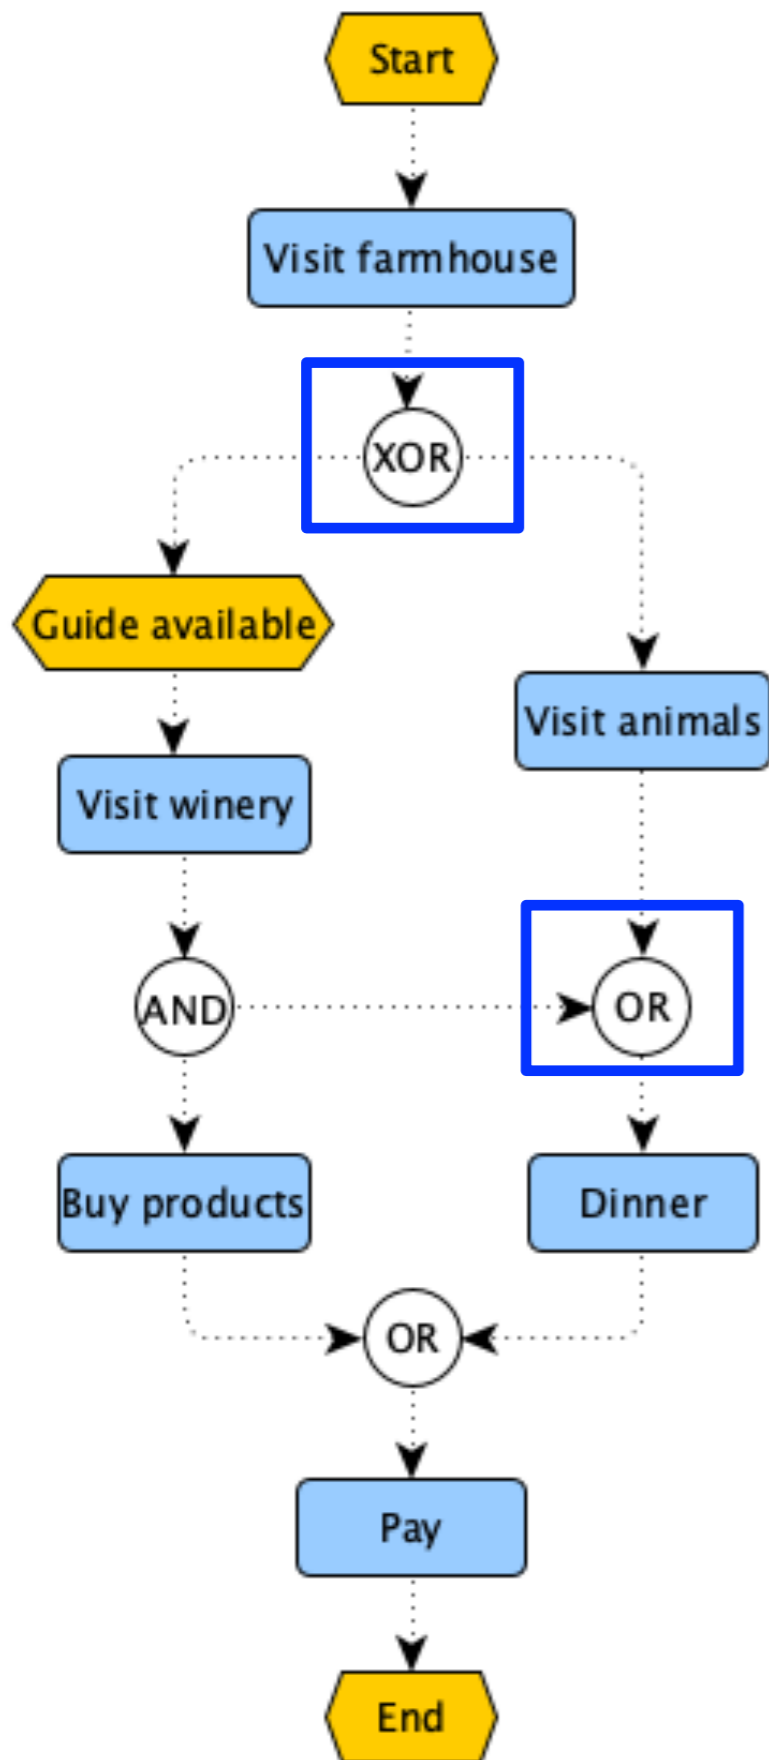 Start
Visit farmhouse
XOR
Guide available
Visit animals
Visit winery
AND
OR
Buy products
Dinner
OR
Pay
End